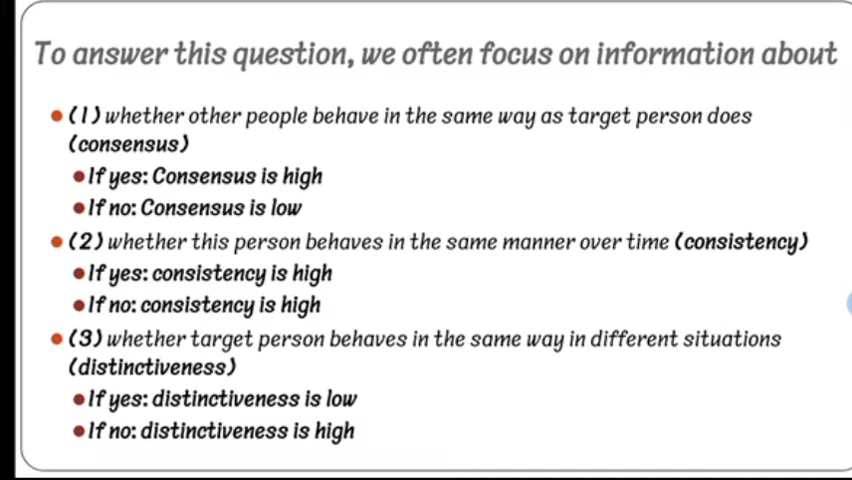 To answer this question, we often focus on information about
(1) whether other people behave in the same way as target person does
(consensus)
If yes: Consensus is high
If no: Consensus is low
(2) whether this person behaves in the same manner over time (consistency)
If yes: consistency is high
If no: consistency is high
(3) whether target person behaves in the same way in different situations
(distinctiveness)
If yes: distinctiveness is low
If no: distinctiveness is high